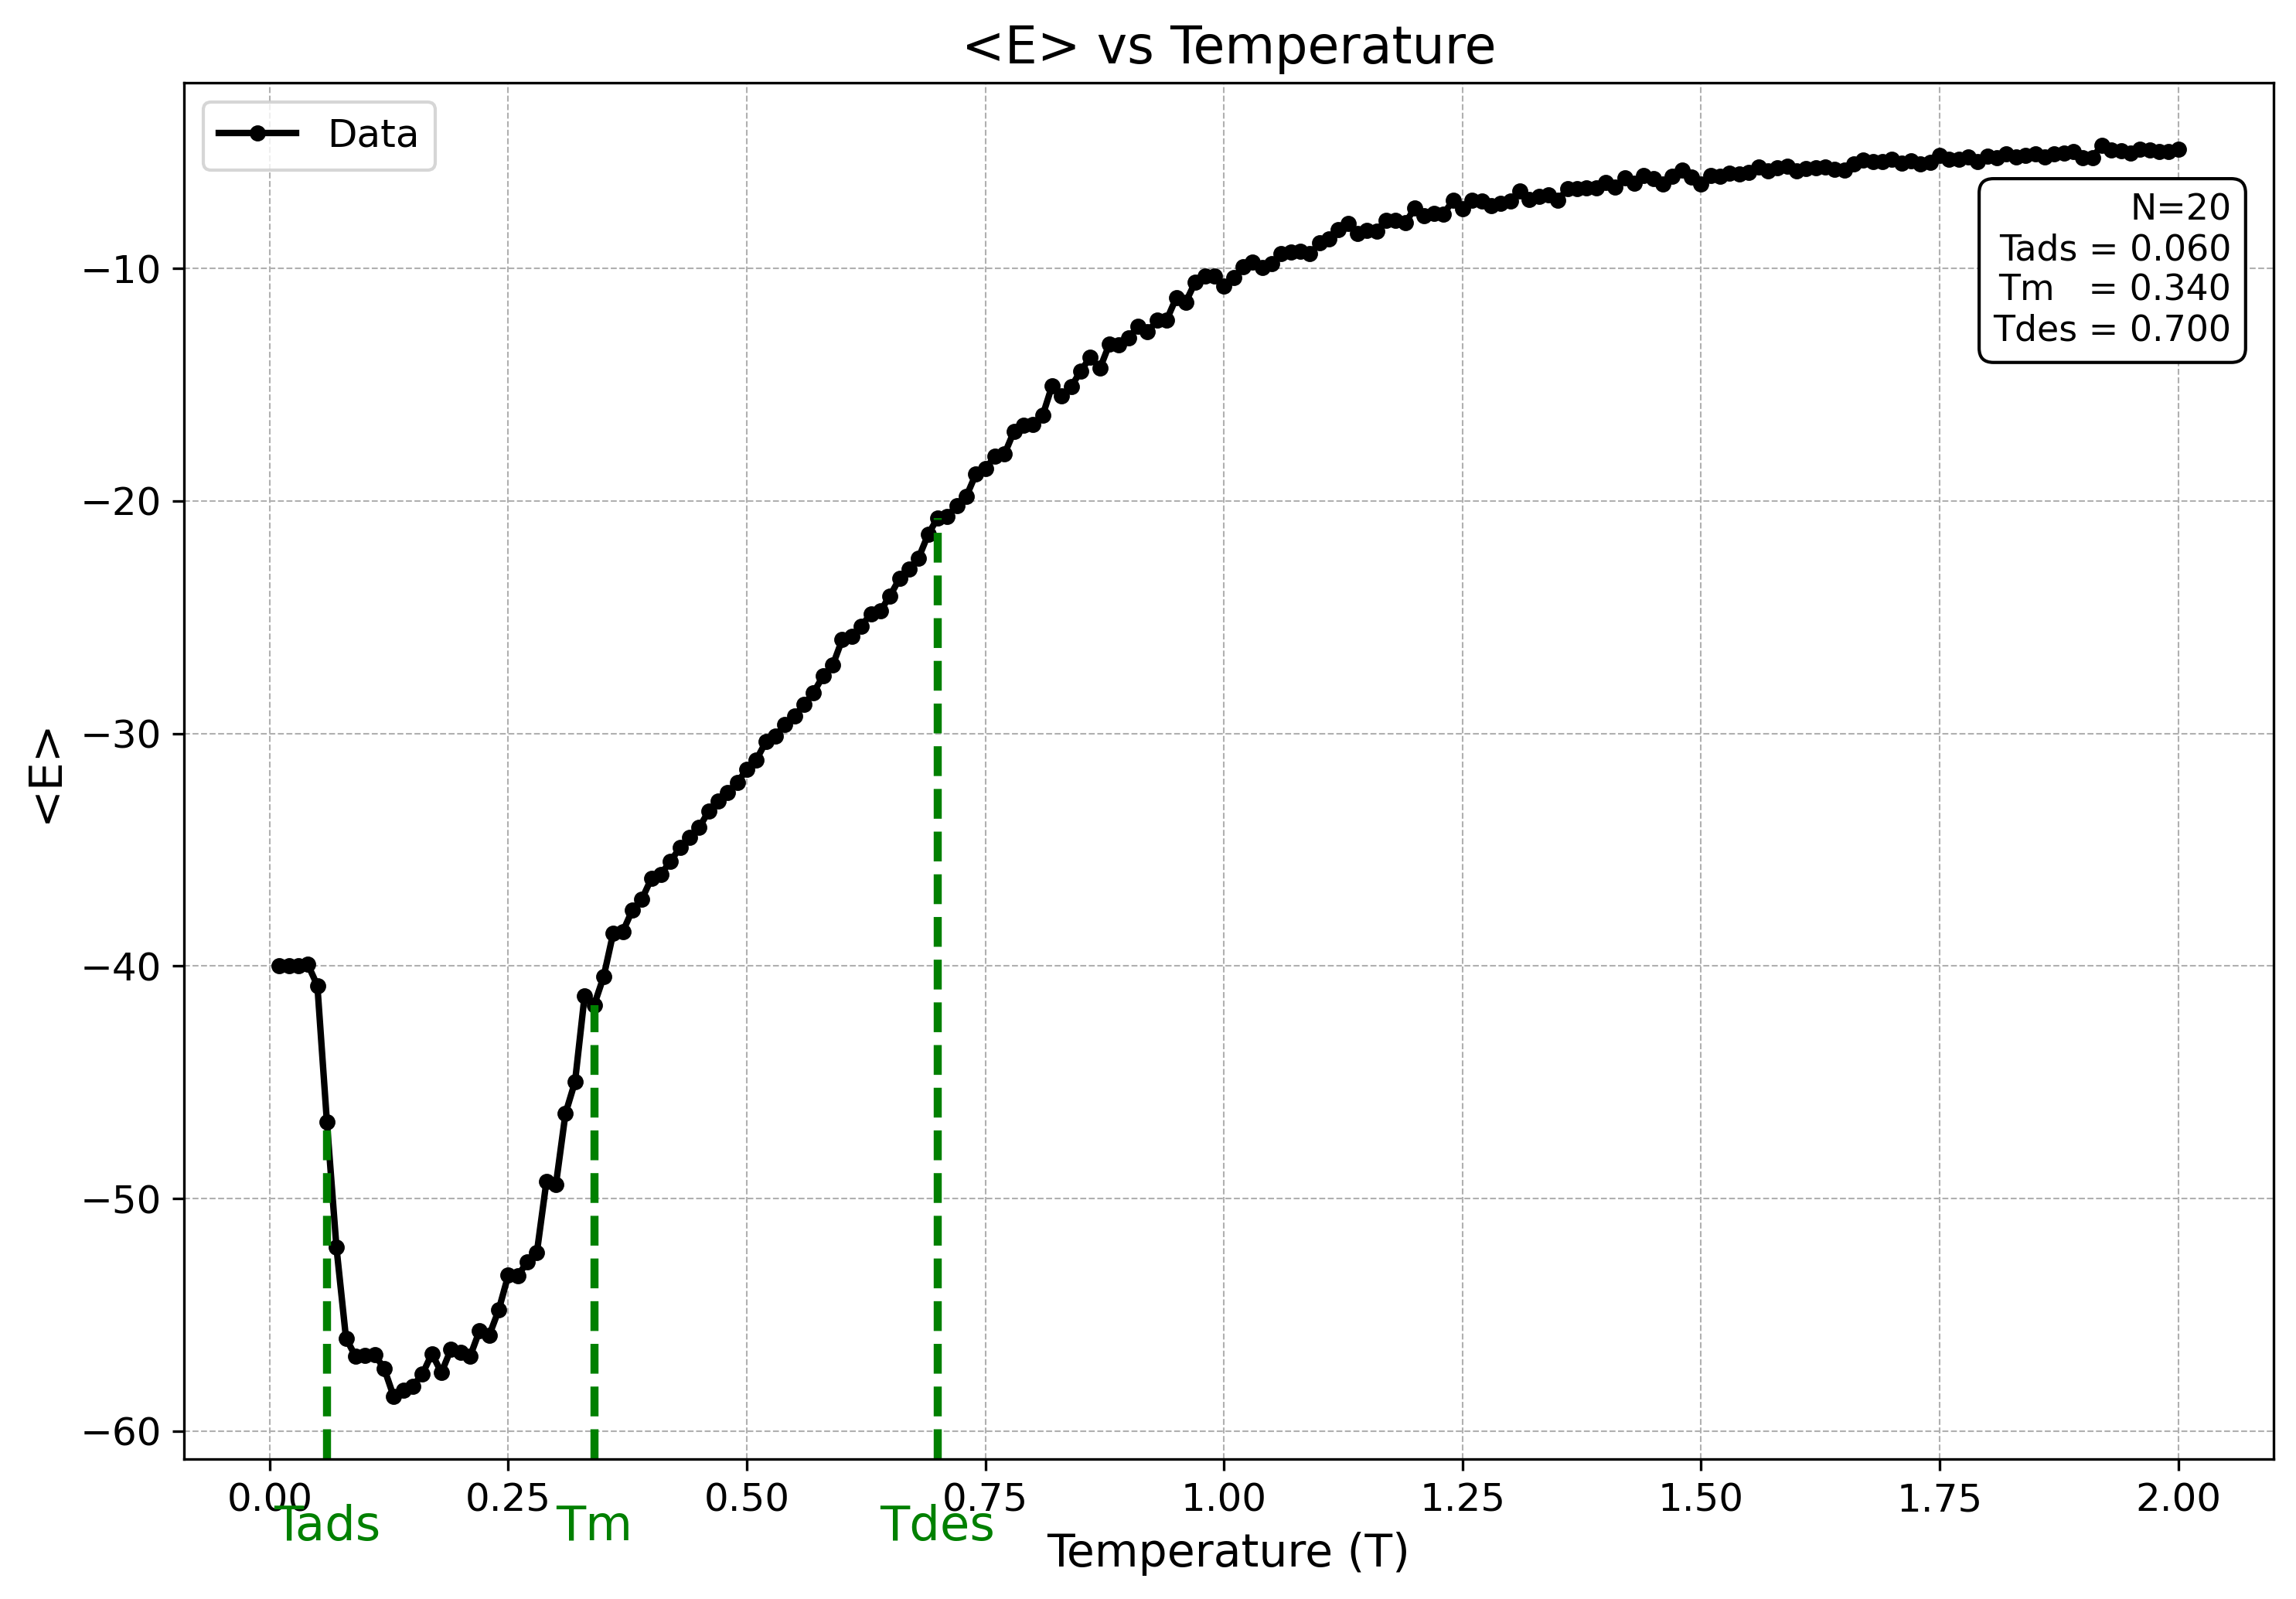 <E> vs Temperature
Data
N=20
Tads = 0.060
Tm = 0.340
Tdes = 0.700
−10
−20
−30
−40
−50
−60
<E>
0.00 0.25 0.50 0.75 1.00 1.25 1.50 1.75 2.00
Tads Tm Tdes
Temperature (T)